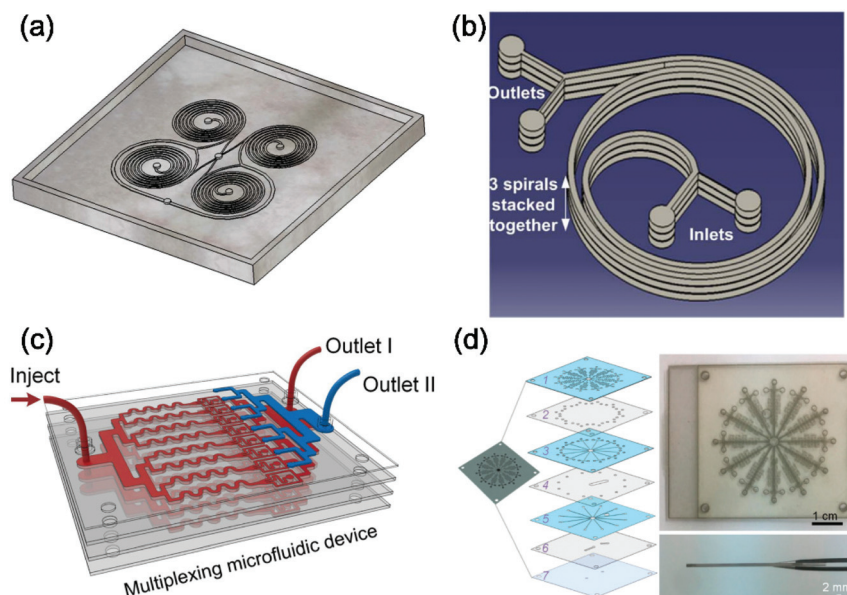 (a)
(b)
Outlets
3 spirals
stacked
together
Inlets
(c)
Inject
Outlet I
Outlet II
Multiplexing microfluidic device
(d)
1
2
3
4
5
6
7
1 cm
2 mm